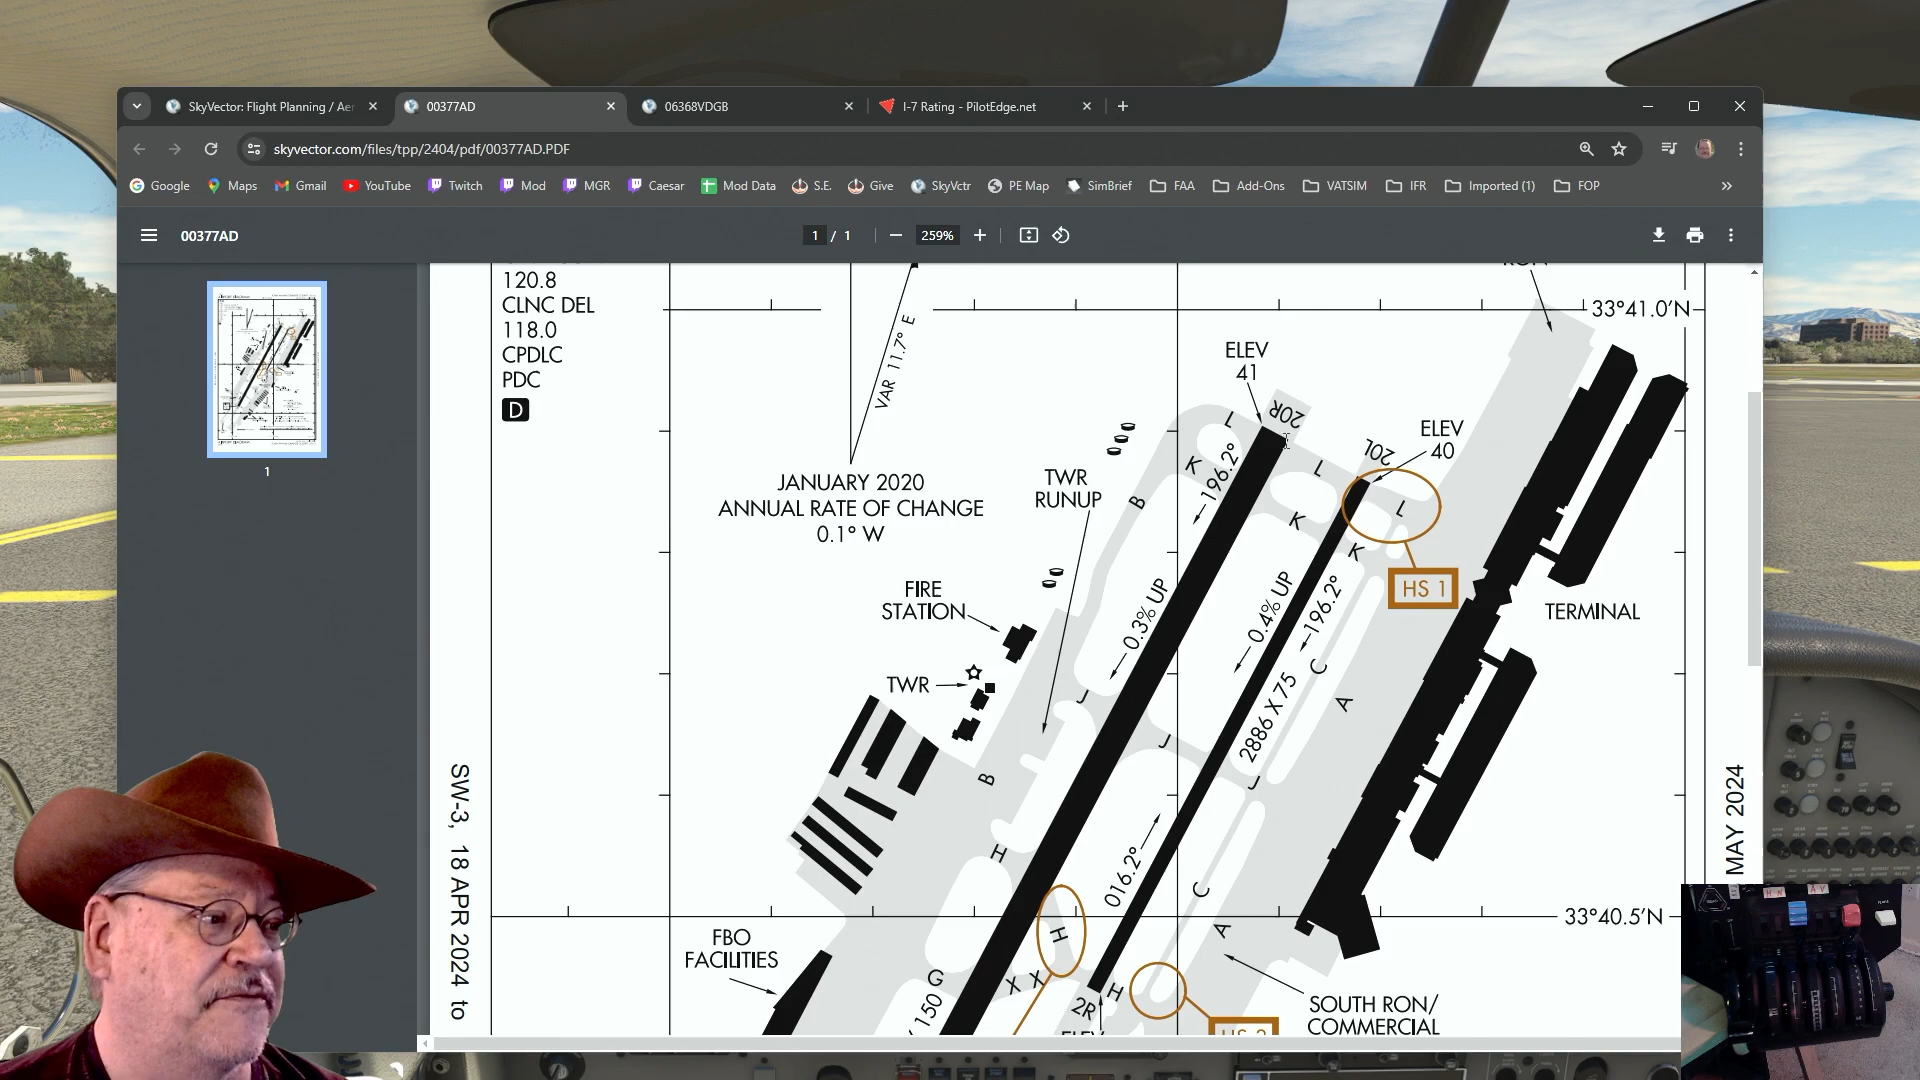 SkyVector: Flight Planning / Aer
00377AD
06368VDGB
I-7 Rating - PilotEdge.net
skyvector.com/files/tpp/2404/pdf/00377AD.PDF
Google
Maps
Gmail
YouTube
Twitch
Mod
MGR
Caesar
Mod Data
S.E.
Give
SkyVctr
PE Map
SimBrief
FAA
Add-Ons
VATSIM
IFR
Imported (1)
FOP
00377AD
1 / 1
259%
1
120.8
CLNC DEL
118.0
CPDLC
PDC
D
VAR 11.7° E
JANUARY 2020
ANNUAL RATE OF CHANGE
0.1° W
33°41.0'N
ELEV
41
20R
ELEV
40
20L
L
L
L
K
K
K
196.2°
B
TWR
RUNUP
HS 1
TERMINAL
FIRE
STATION
0.3% UP
0.4% UP
196.2°
TWR
J
J
J
C
A
2886 X 75
B
H
016.2°
C
A
33°40.5'N
FBO
FACILITIES
H
G
X
X
H
2R
150
SOUTH RON/
COMMERCIAL
SW-3, 18 APR 2024 to
MAY 2024